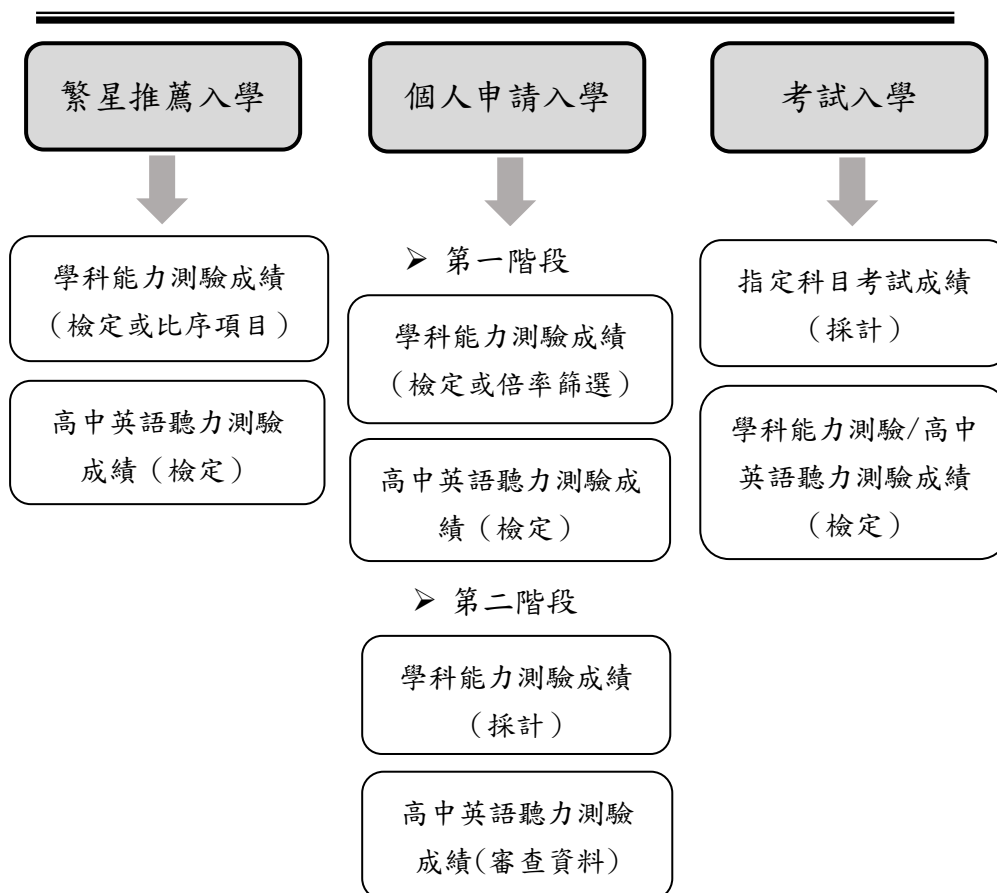 繁星推薦入學
學科能力測驗成績
（檢定或比序項目）
高中英語聽力測驗
成績（檢定）
個人申請入學
➢ 第一階段
學科能力測驗成績
（檢定或倍率篩選）
高中英語聽力測驗成
績（檢定）
➢ 第二階段
學科能力測驗成績
（採計）
高中英語聽力測驗
成績(審查資料)
考試入學
指定科目考試成績
（採計）
學科能力測驗/高中
英語聽力測驗成績
（檢定）